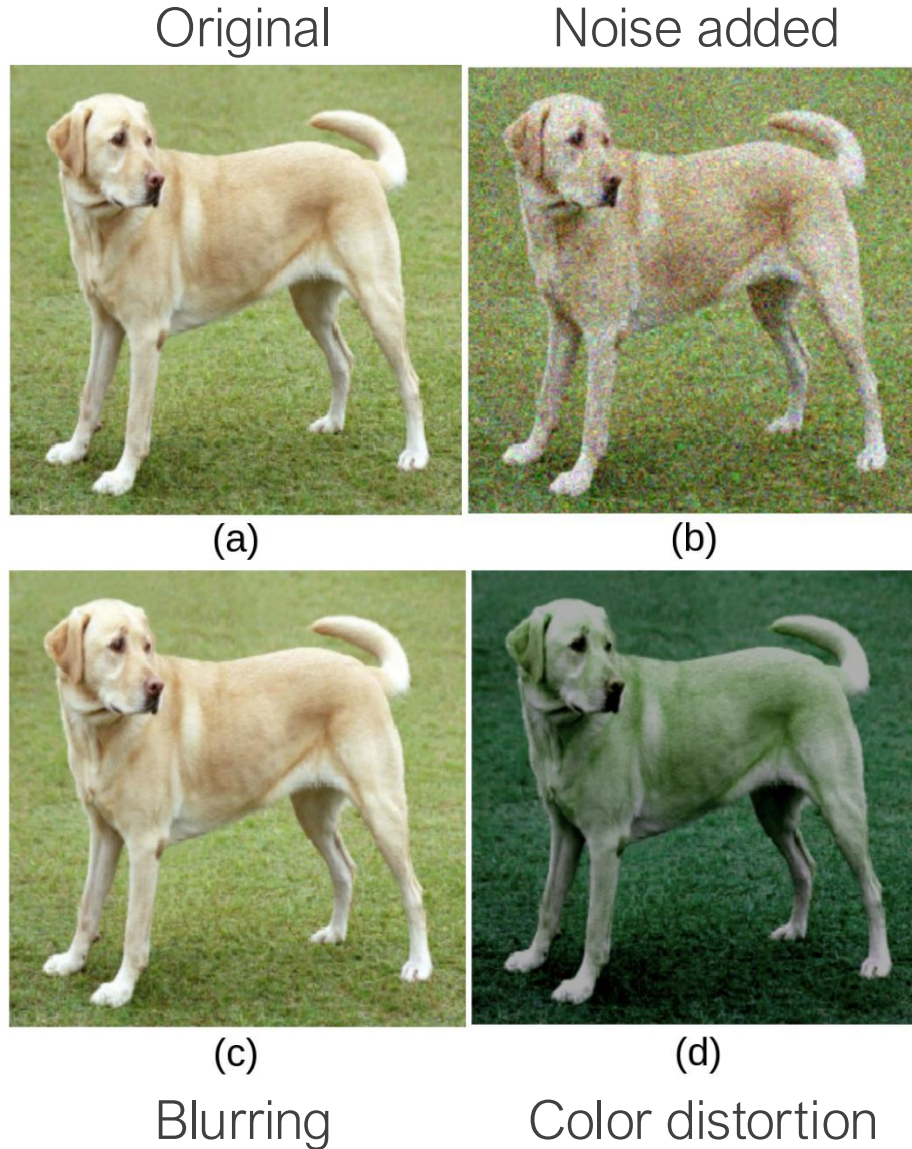 Original
Noise added
(a)
(b)
(c)
(d)
Blurring
Color distortion